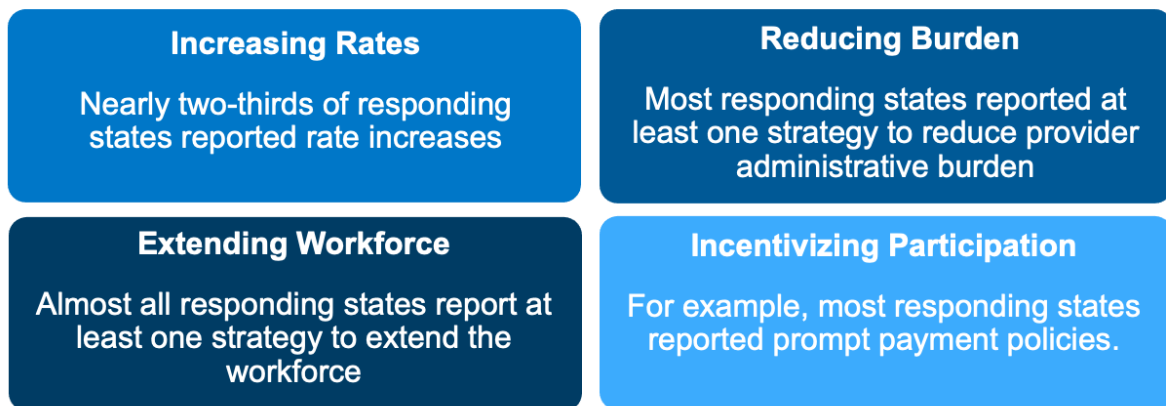 Increasing Rates
Nearly two-thirds of responding
states reported rate increases
Reducing Burden
Most responding states reported at
least one strategy to reduce provider
administrative burden
Extending Workforce
Almost all responding states report at
least one strategy to extend the
workforce
Incentivizing Participation
For example, most responding states
reported prompt payment policies.